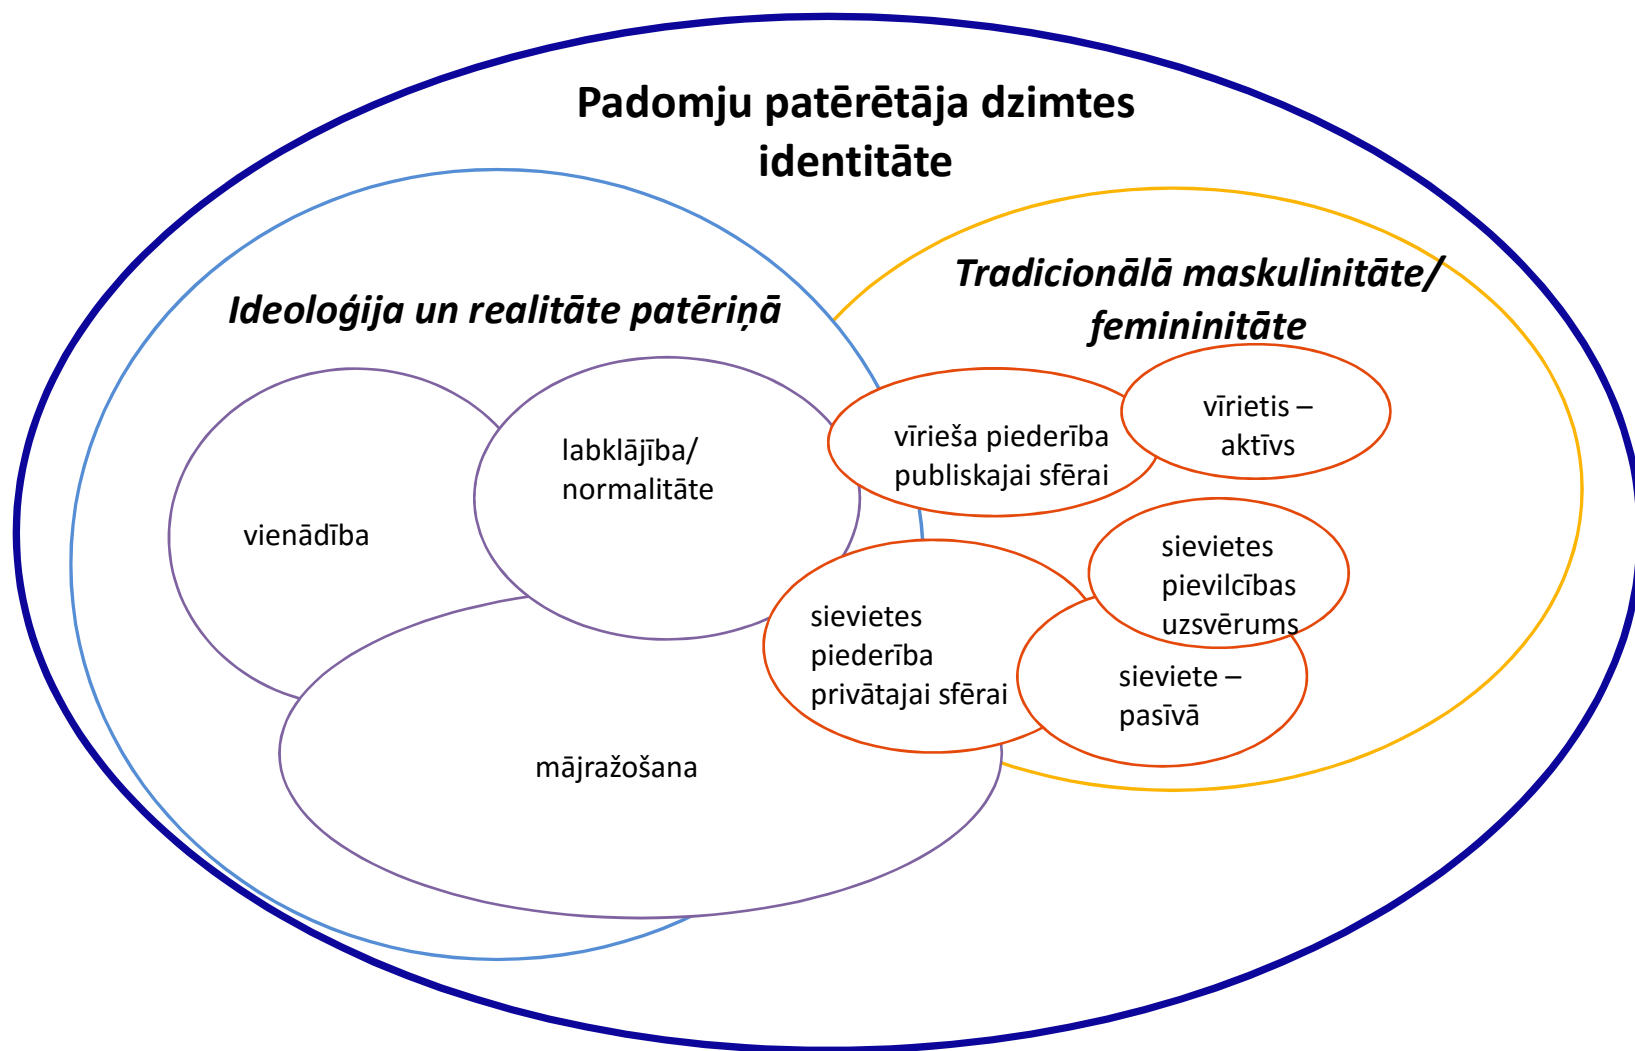 Padomju patērētāja dzimtes
identitāte
Ideoloģija un realitāte patēriņā
Tradicionālā maskulinitāte/
femininitāte
vienādība
labklājība/
normalitāte
mājražošana
vīrieša piederība
publiskajai sfērai
vīrietis –
aktīvs
sievietes
piederība
privātajai sfērai
sievietes
pievilcības
uzsvērums
sieviete –
pasīvā